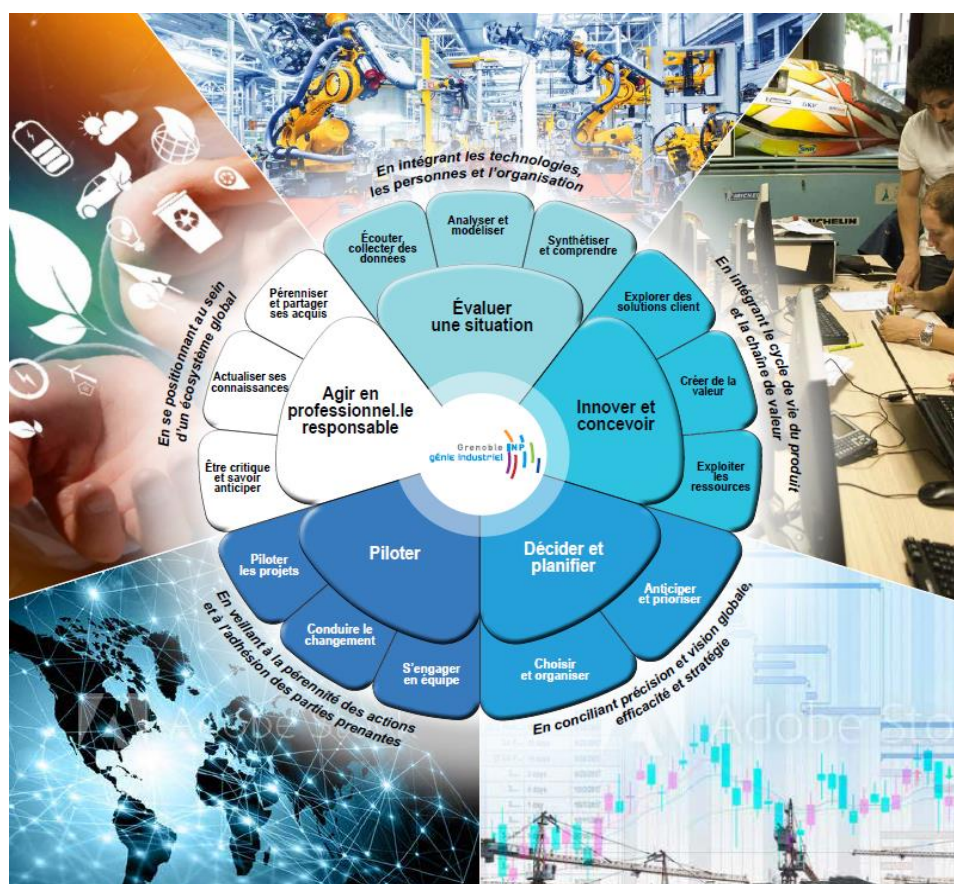 En intégrant les technologies,
les personnes et l'organisation
Écouter,
collecter des
données
Analyser et
modéliser
Synthétiser
et comprendre
Évaluer
une situation
En intégrant le cycle de vie du produit
et la chaîne de valeur
Explorer des
solutions client
Créer de la
valeur
Exploiter
les
ressources
Innover et
concevoir
En conciliant précision et vision globale,
efficacité et stratégie
Anticiper
et prioriser
Choisir
et organiser
Décider et
planifier
En veillant à la pérennité des actions
et à l'adhésion des parties prenantes
S'engager
en équipe
Conduire le
changement
Piloter
les projets
Piloter
En se positionnant au sein
d'un écosystème global
Être critique
et savoir
anticiper
Actualiser ses
connaissances
Pérenniser
et partager
ses acquis
Agir en
professionnel.le
responsable
Grenoble INP
génie industriel
MICHELIN
Adobe Stock